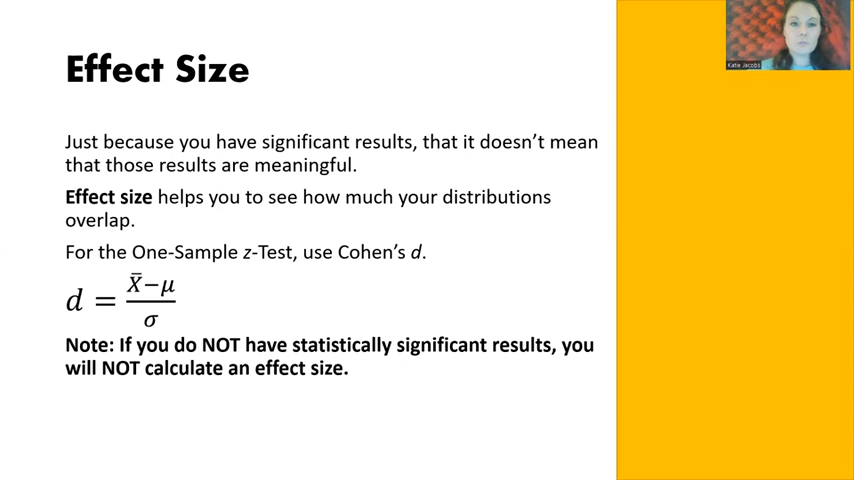 Effect Size
Just because you have significant results, that it doesn't mean
that those results are meaningful.
Effect size helps you to see how much your distributions
overlap.
For the One-Sample z-Test, use Cohen's d.
d = X̄−μ / σ
Note: If you do NOT have statistically significant results, you
will NOT calculate an effect size.
Katie Jacobs